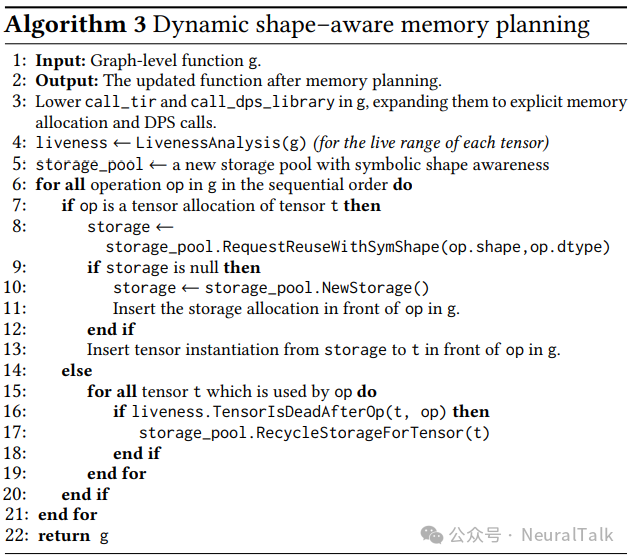 Algorithm 3 Dynamic shape–aware memory planning
1: Input: Graph-level function g.
2: Output: The updated function after memory planning.
3: Lower call_tir and call_dps_library in g, expanding them to explicit memory
allocation and DPS calls.
4: liveness ← LivenessAnalysis(g) (for the live range of each tensor)
5: storage_pool ← a new storage pool with symbolic shape awareness
6: for all operation op in g in the sequential order do
7: if op is a tensor allocation of tensor t then
8: storage ←
storage_pool.RequestReuseWithSymShape(op.shape,op.dtype)
9: if storage is null then
10: storage ← storage_pool.NewStorage()
11: Insert the storage allocation in front of op in g.
12: end if
13: Insert tensor instantiation from storage to t in front of op in g.
14: else
15: for all tensor t which is used by op do
16: if liveness.TensorIsDeadAfterOp(t, op) then
17: storage_pool.RecycleStorageForTensor(t)
18: end if
19: end for
20: end if
21: end for
22: return g
公众号 · NeuralTalk